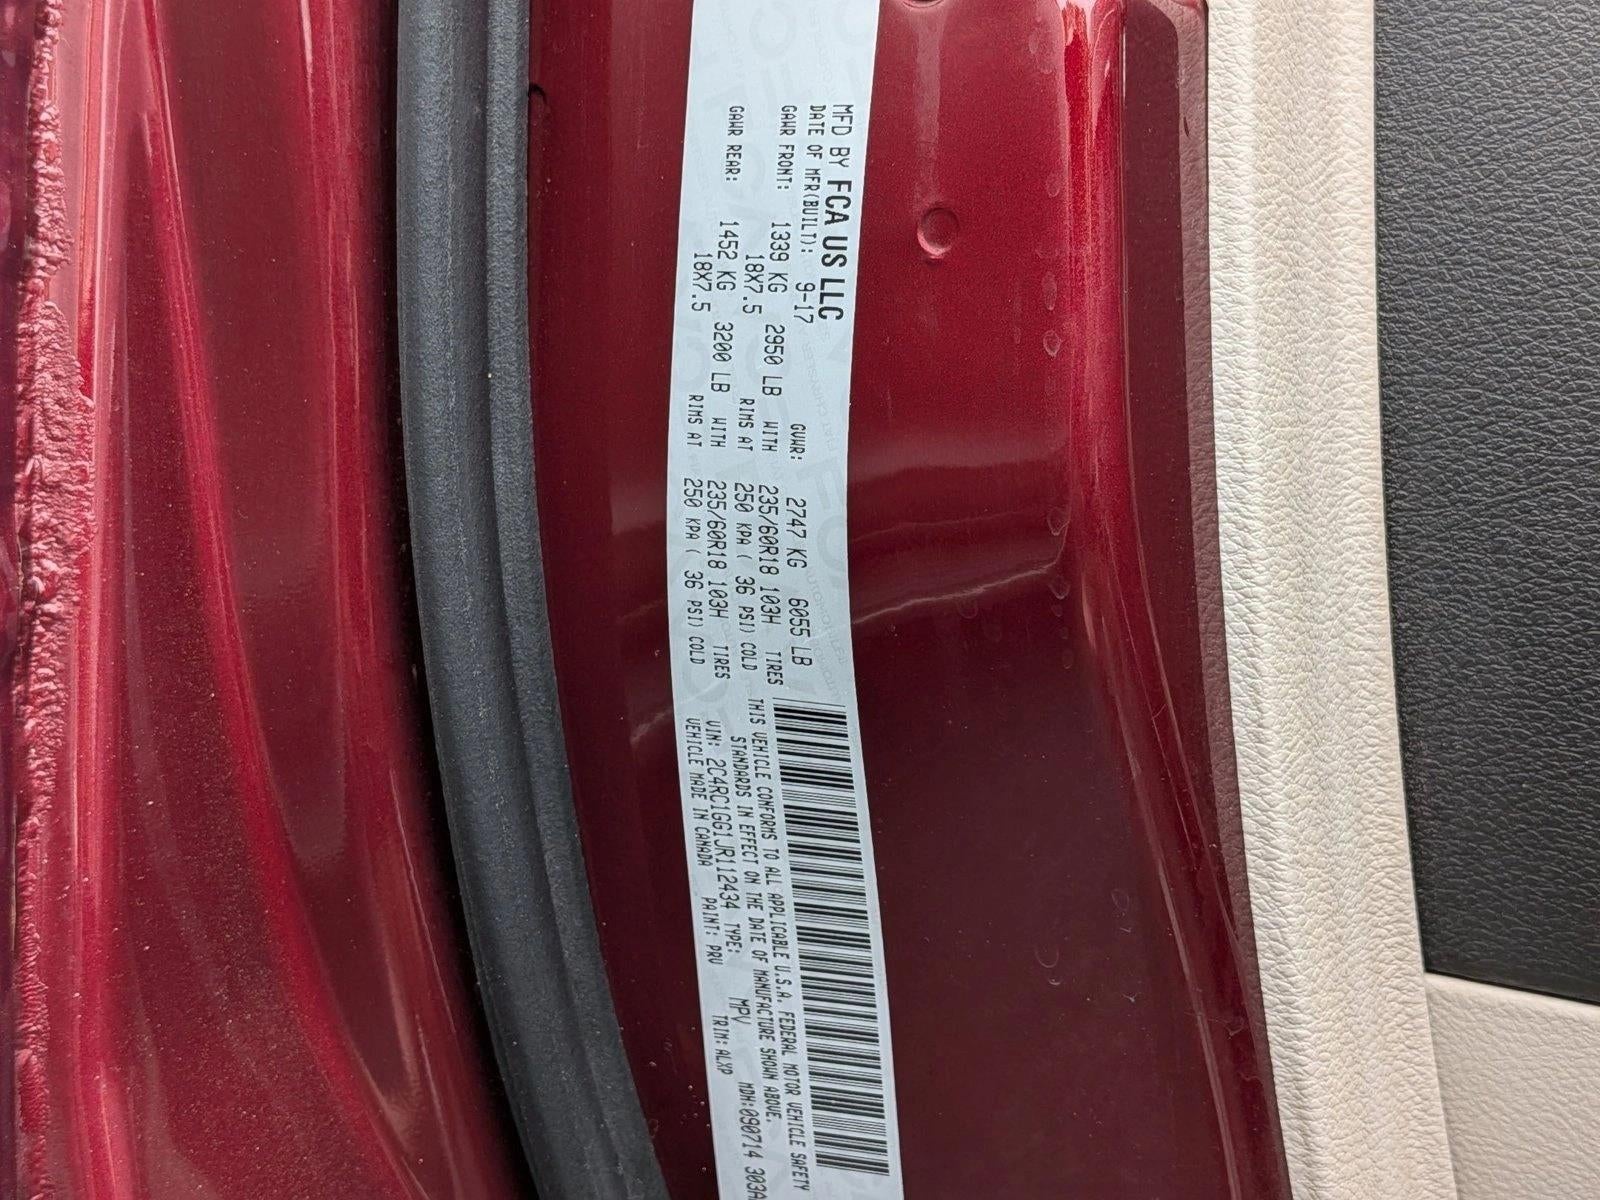 MFD BY FCA US LLC
DATE OF MFR(BUILT): 9-17 GVWR: 2747 KG 6055 LB
GAWR FRONT: 1339 KG 2950 LB WITH 235/60R18 103H TIRES
18X7.5 RIMS AT 250 KPA ( 36 PSI) COLD
GAWR REAR: 1452 KG 3200 LB WITH 235/60R18 103H TIRES
18X7.5 RIMS AT 250 KPA ( 36 PSI) COLD
THIS VEHICLE CONFORMS TO ALL APPLICABLE U.S.A. FEDERAL MOTOR VEHICLE SAFETY
STANDARDS IN EFFECT ON THE DATE OF MANUFACTURE SHOWN ABOVE.
VIN: 2C4RC1GG1JR112434 TYPE: MPV MDH:090714 303A
VEHICLE MADE IN CANADA PAINT: PRV TRIM:ALXP